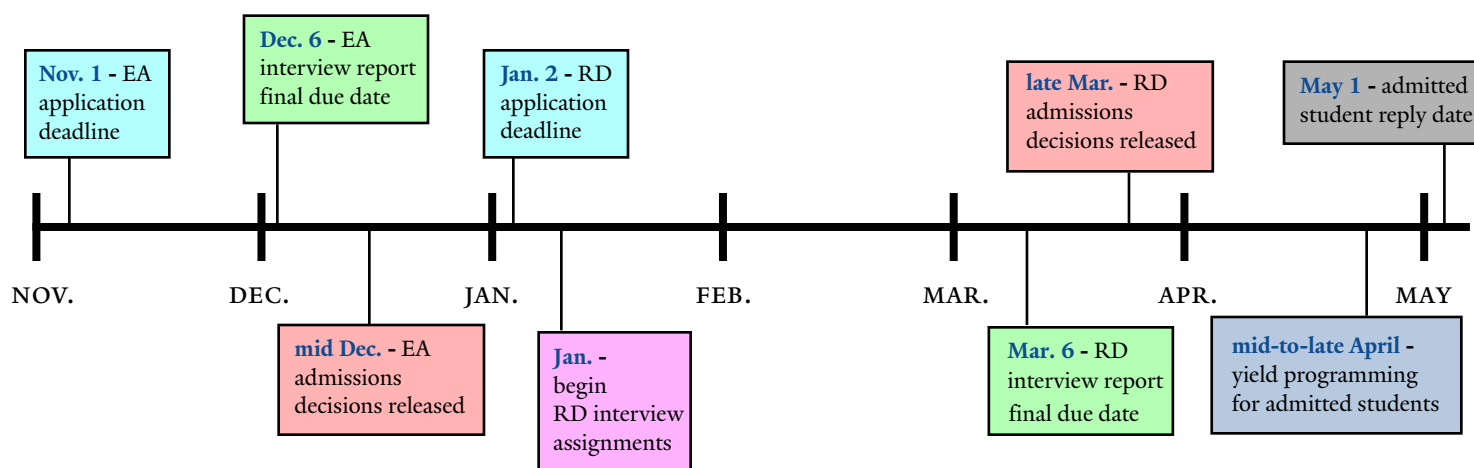 Nov. 1 - EA
application
deadline
Dec. 6 - EA
interview report
final due date
Jan. 2 - RD
application
deadline
late Mar. - RD
admissions
decisions released
May 1 - admitted
student reply date
NOV.
DEC.
JAN.
FEB.
MAR.
APR.
MAY
mid Dec. - EA
admissions
decisions released
Jan. -
begin
RD interview
assignments
Mar. 6 - RD
interview report
final due date
mid-to-late April -
yield programming
for admitted students